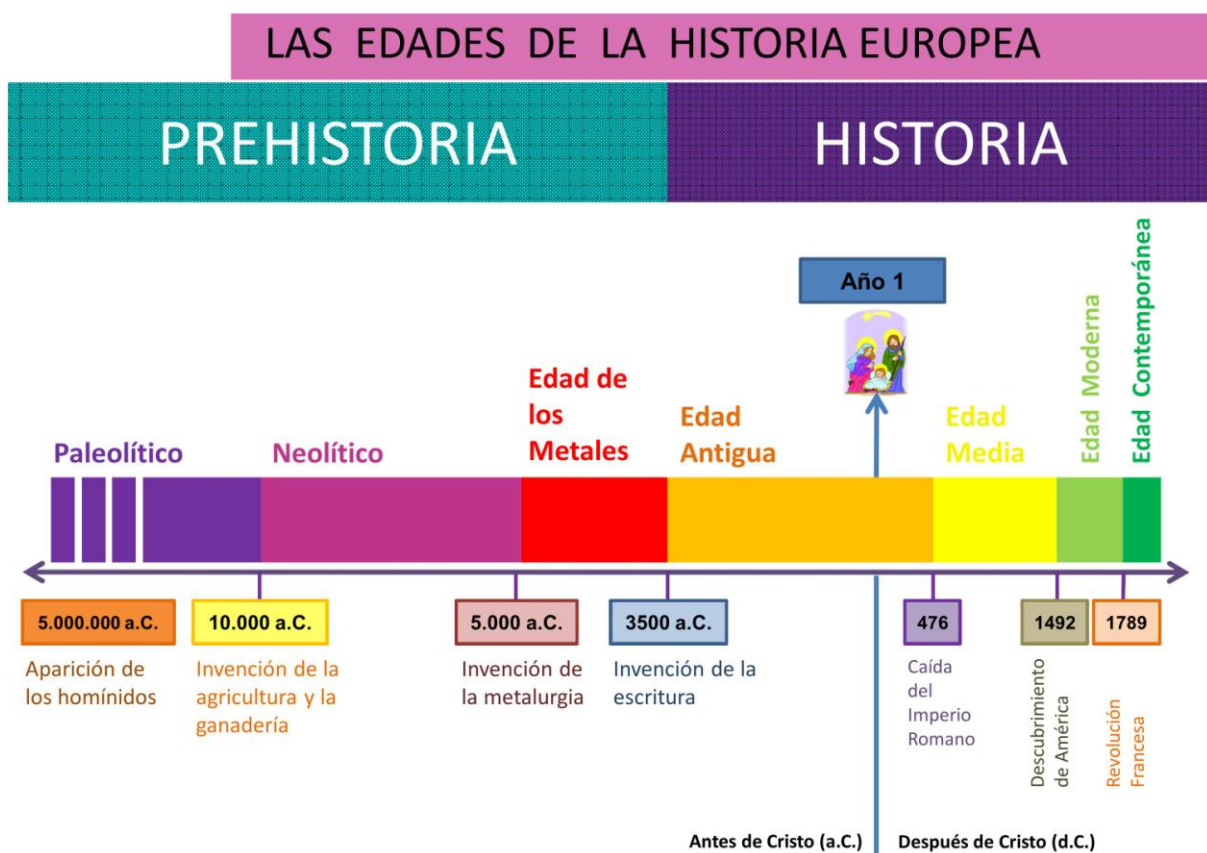 LAS EDADES DE LA HISTORIA EUROPEA
PREHISTORIA
HISTORIA
Año 1
Paleolítico
Neolítico
Edad de
los
Metales
Edad
Antigua
Edad
Media
Edad Moderna
Edad Contemporánea
5.000.000 a.C.
10.000 a.C.
5.000 a.C.
3500 a.C.
476
1492
1789
Aparición de
los homínidos
Invención de la
agricultura y la
ganadería
Invención de
la metalurgia
Invención de la
escritura
Caída
del
Imperio
Romano
Descubrimiento
de América
Revolución
Francesa
Antes de Cristo (a.C.)
Después de Cristo (d.C.)